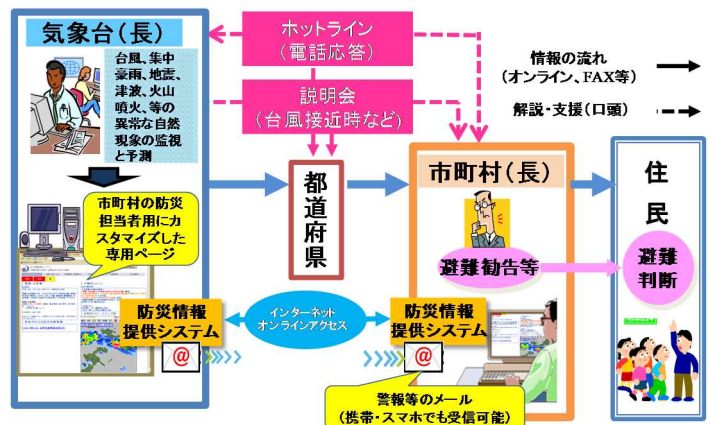 気象台(長)
台風、集中
豪雨、地震、
津波、火山
噴火、等の
異常な自然
現象の監視
と予測
市町村の防災
担当者用にカ
スタマイズした
専用ページ
防災情報
提供システム
@
ホットライン
(電話応答)
説明会
(台風接近時など)
都道府県
インターネット
オンラインアクセス
情報の流れ
(オンライン、FAX等)
解説・支援(口頭)
市町村(長)
避難勧告等
防災情報
提供システム
@
警報等のメール
(携帯・スマホでも受信可能)
住民
避難
判断